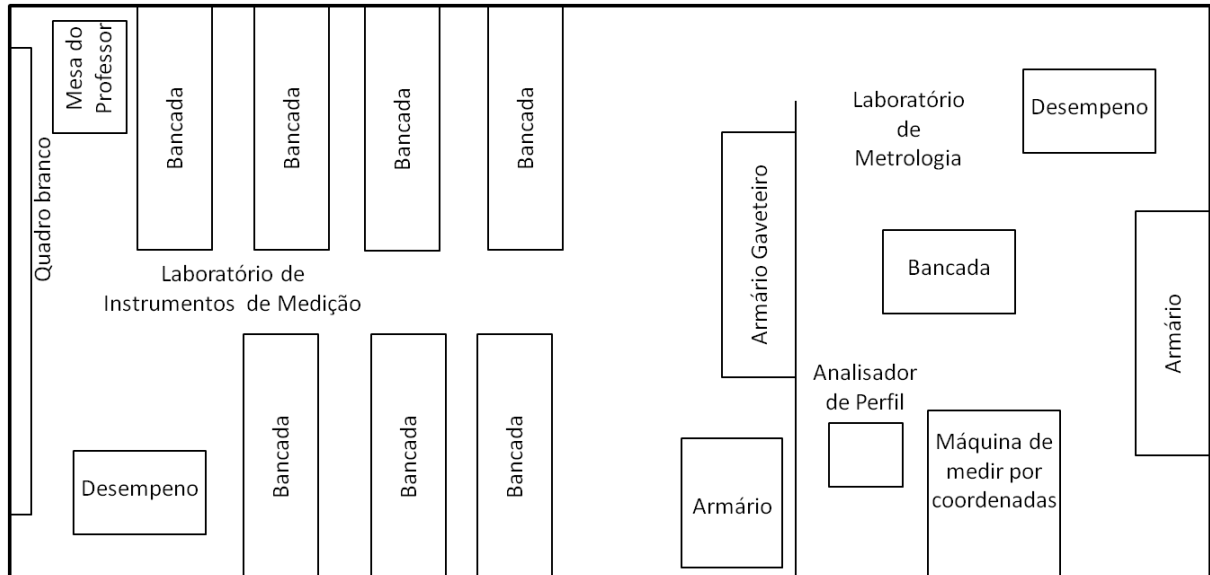 Quadro branco
Mesa do
Professor
Bancada
Bancada
Bancada
Bancada
Laboratório de
Instrumentos de Medição
Desempeno
Bancada
Bancada
Bancada
Armário Gaveteiro
Armário
Laboratório
de
Metrologia
Desempeno
Bancada
Armário
Analisador
de Perfil
Máquina de
medir por
coordenadas